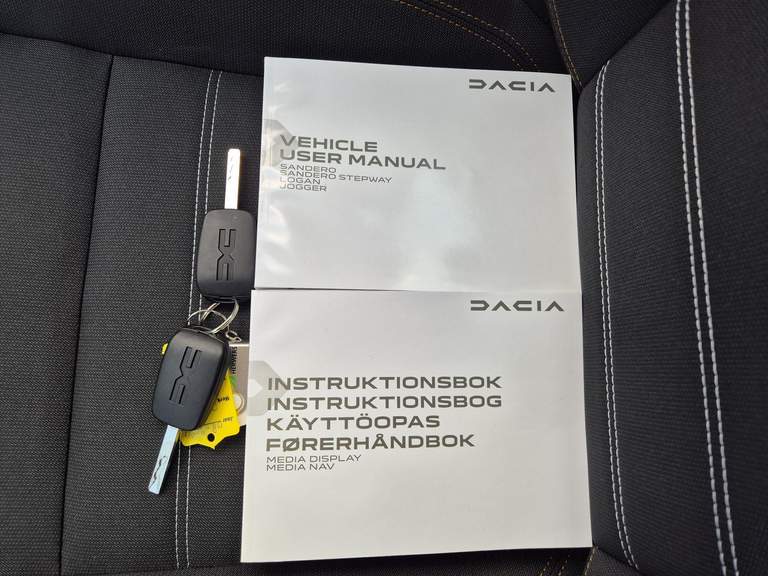 DACIA
VEHICLE
USER MANUAL
SANDERO
SANDERO STEPWAY
LOGAN
JOGGER
DACIA
INSTRUKTIONSBOK
INSTRUKTIONSBOG
KÄYTTÖOPAS
FØRERHÅNDBOK
MEDIA DISPLAY
MEDIA NAV